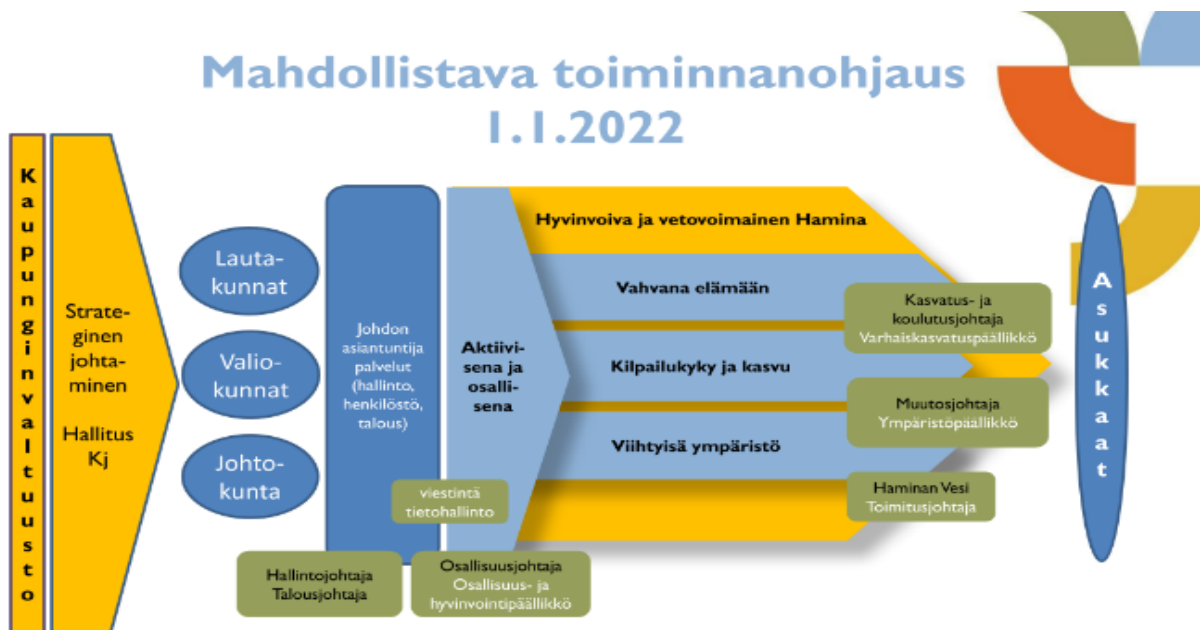 Mahdollistava toiminnanohjaus
1.1.2022
Kaupunginvaltuusto
Strate-
ginen
johta-
minen
Hallitus
Kj
Lauta-
kunnat
Valio-
kunnat
Johto-
kunta
Johdon
asiantuntija
palvelut
(hallinto,
henkilöstö,
talous)
Aktiivi-
sena ja
osalli-
sena
viestintä
tietohallinto
Hallintojohtaja
Talousjohtaja
Osallisuusjohtaja
Osallisuus- ja
hyvinvointipäällikkö
Hyvinvoiva ja vetovoimainen Hamina
Vahvana elämään
Kilpailukyky ja kasvu
Viihtyisä ympäristö
Kasvatus- ja
koulutusjohtaja
Varhaiskasvatuspäällikkö
Muutosjohtaja
Ympäristöpäällikkö
Haminan Vesi
Toimitusjohtaja
Asukkaat